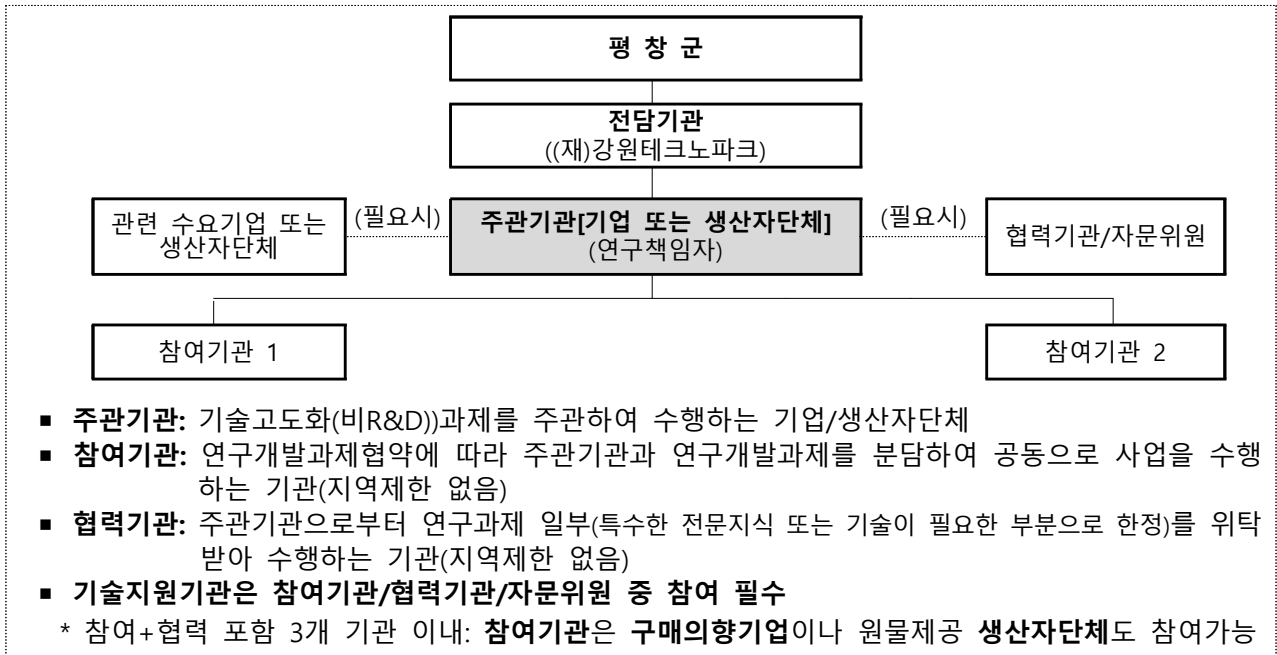 평 창 군
전담기관
((재)강원테크노파크)
관련 수요기업 또는
생산자단체
(필요시)
주관기관[기업 또는 생산자단체]
(연구책임자)
(필요시)
협력기관/자문위원
참여기관 1
참여기관 2
▪ 주관기관: 기술고도화(비R&D))과제를 주관하여 수행하는 기업/생산자단체
▪ 참여기관: 연구개발과제협약에 따라 주관기관과 연구개발과제를 분담하여 공동으로 사업을 수행
하는 기관(지역제한 없음)
▪ 협력기관: 주관기관으로부터 연구과제 일부(특수한 전문지식 또는 기술이 필요한 부분으로 한정)를 위탁
받아 수행하는 기관(지역제한 없음)
▪ 기술지원기관은 참여기관/협력기관/자문위원 중 참여 필수
* 참여+협력 포함 3개 기관 이내: 참여기관은 구매의향기업이나 원물제공 생산자단체도 참여가능